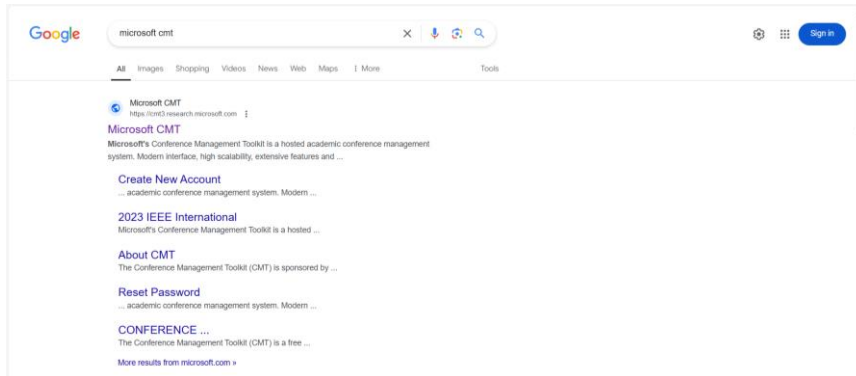 Google
microsoft cmt
Sign in
All Images Shopping Videos News Web Maps More Tools
Microsoft CMT
https://cmt3.research.microsoft.com
Microsoft CMT
Microsoft's Conference Management Toolkit is a hosted academic conference management
system. Modern interface, high scalability, extensive features and ...
Create New Account
... academic conference management system. Modern ...
2023 IEEE International
Microsoft's Conference Management Toolkit is a hosted ...
About CMT
The Conference Management Toolkit (CMT) is sponsored by ...
Reset Password
... academic conference management system. Modern ...
CONFERENCE ...
The Conference Management Toolkit (CMT) is a free ...
More results from microsoft.com »